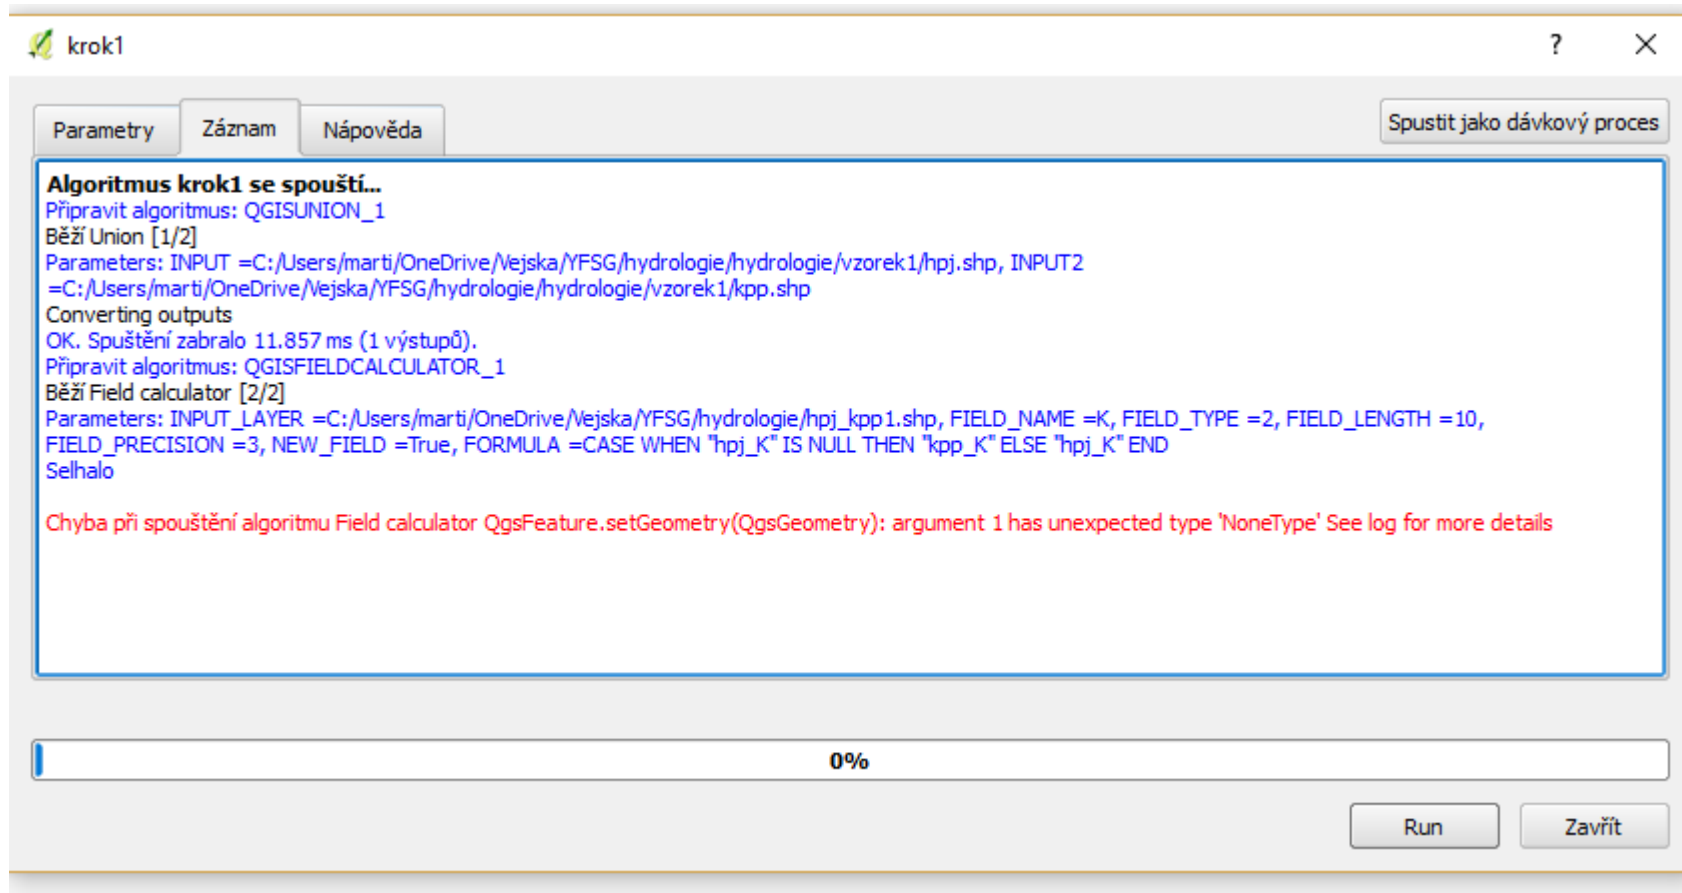 krok1
?
Parametry
Záznam
Nápověda
Spustit jako dávkový proces
Algoritmus krok1 se spouští...
Připravit algoritmus: QGISUNION_1
Běží Union [1/2]
Parameters: INPUT =C:/Users/marti/OneDrive/Vejska/YFSG/hydrologie/hydrologie/vzorek1/hpj.shp, INPUT2
=C:/Users/marti/OneDrive/Vejska/YFSG/hydrologie/hydrologie/vzorek1/kpp.shp
Converting outputs
OK. Spuštění zabralo 11.857 ms (1 výstupů).
Připravit algoritmus: QGISFIELDCALCULATOR_1
Běží Field calculator [2/2]
Parameters: INPUT_LAYER =C:/Users/marti/OneDrive/Vejska/YFSG/hydrologie/hpj_kpp1.shp, FIELD_NAME =K, FIELD_TYPE =2, FIELD_LENGTH =10,
FIELD_PRECISION =3, NEW_FIELD =True, FORMULA =CASE WHEN "hpj_K" IS NULL THEN "kpp_K" ELSE "hpj_K" END
Selhalo
Chyba při spouštění algoritmu Field calculator QgsFeature.setGeometry(QgsGeometry): argument 1 has unexpected type 'NoneType' See log for more details
0%
Run
Zavřít